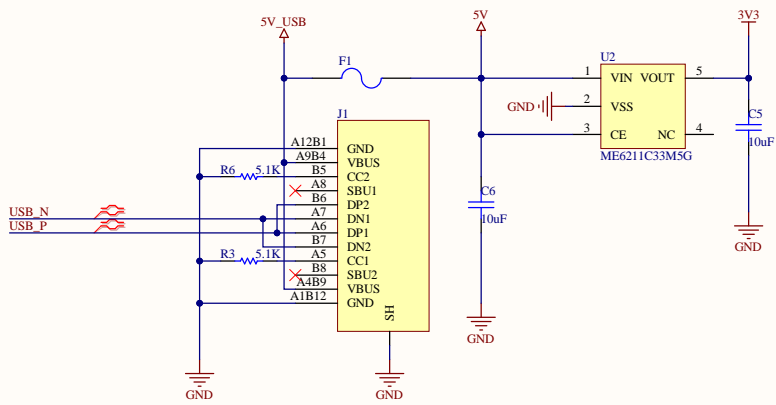 5V_USB
5V
3V3
F1
U2
1
VIN
VOUT
5
GND
2
VSS
3
CE
NC
4
ME6211C33M5G
C5
10uF
GND
J1
A12B1
GND
A9B4
VBUS
R6
5.1K
B5
CC2
A8
SBU1
B6
DP2
USB_N
A7
DN1
USB_P
A6
DP1
B7
DN2
R3
5.1K
A5
CC1
B8
SBU2
A4B9
VBUS
A1B12
GND
SH
C6
10uF
GND
GND
GND